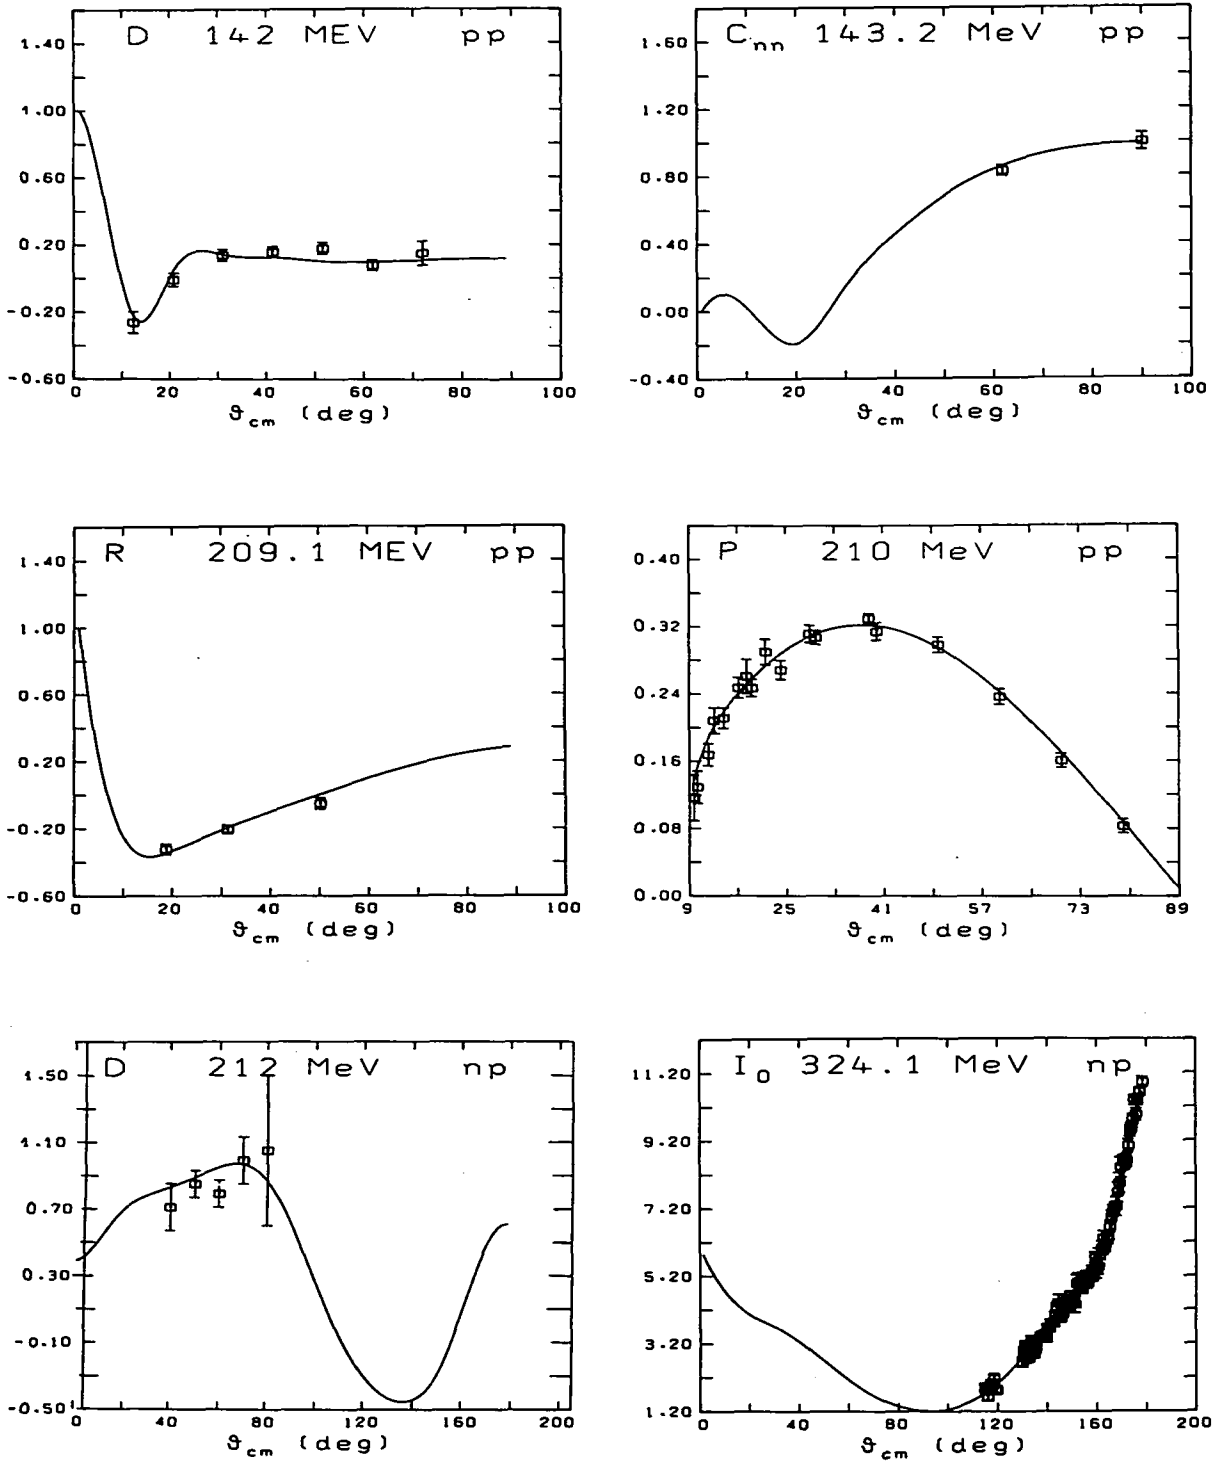 D 142 MEV pp
1.40
1.00
0.60
0.20
-0.20
-0.60
0 20 40 60 80 100
ϑcm (deg)
Cnn 143.2 MeV pp
1.60
1.20
0.80
0.40
0.00
-0.40
0 20 40 60 80 100
ϑcm (deg)
R 209.1 MEV pp
1.40
1.00
0.60
0.20
-0.20
-0.60
0 20 40 60 80 100
ϑcm (deg)
P 210 MeV pp
0.40
0.32
0.24
0.16
0.08
0.00
9 25 41 57 73 89
ϑcm (deg)
D 212 MeV np
1.50
1.10
0.70
0.30
-0.10
-0.50
0 40 80 120 160 200
ϑcm (deg)
I0 324.1 MeV np
11.20
9.20
7.20
5.20
3.20
1.20
0 40 80 120 160 200
ϑcm (deg)